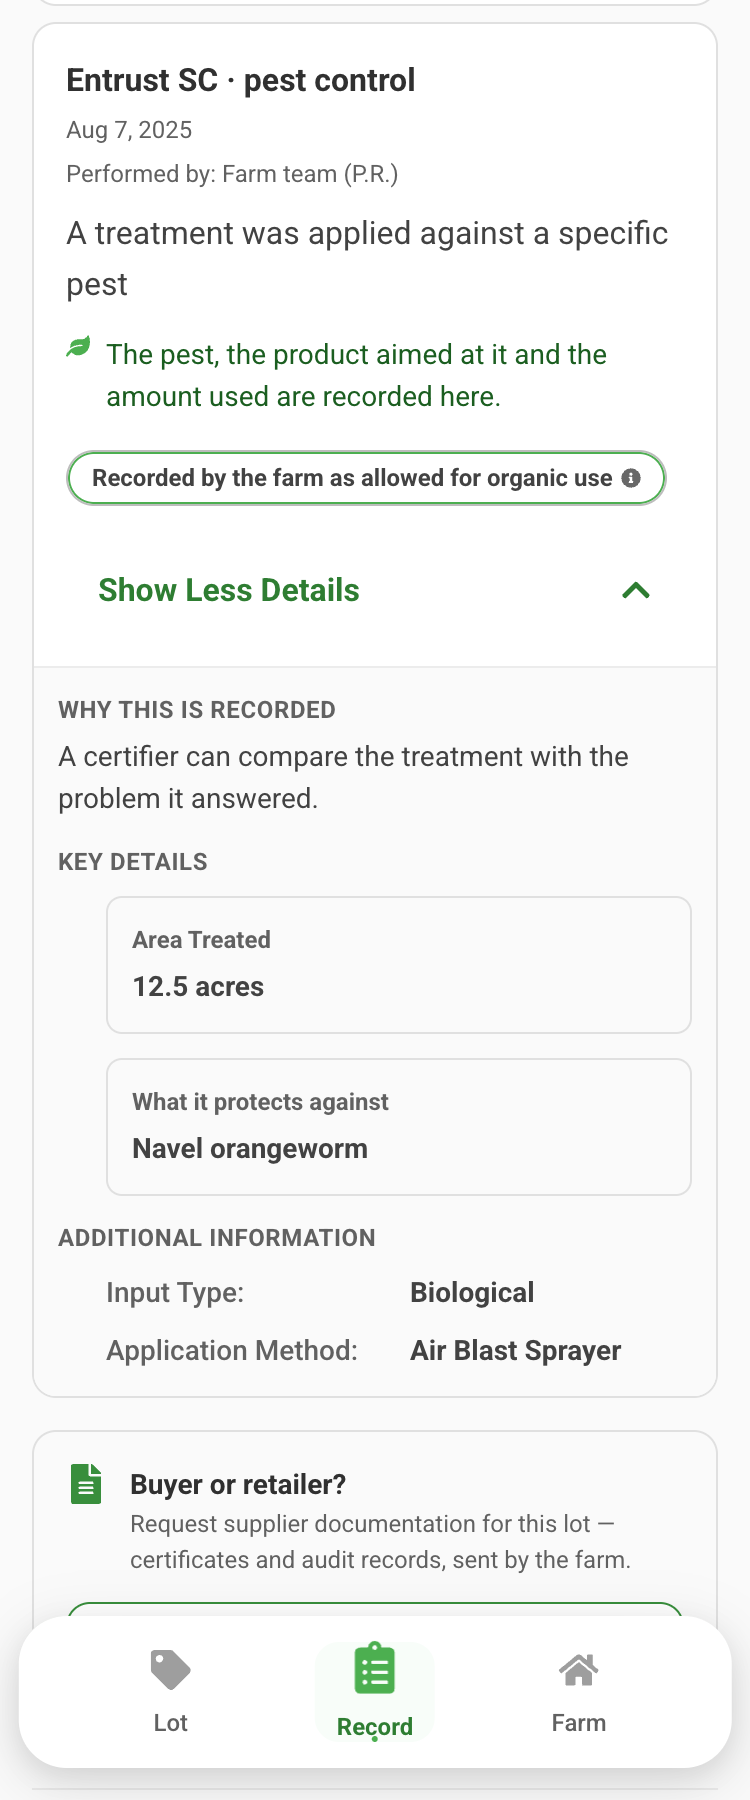 Entrust SC · pest control
Aug 7, 2025
Performed by: Farm team (P.R.)
A treatment was applied against a specific
pest
The pest, the product aimed at it and the
amount used are recorded here.
Recorded by the farm as allowed for organic use
Show Less Details
WHY THIS IS RECORDED
A certifier can compare the treatment with the
problem it answered.
KEY DETAILS
Area Treated
12.5 acres
What it protects against
Navel orangeworm
ADDITIONAL INFORMATION
Input Type: Biological
Application Method: Air Blast Sprayer
Buyer or retailer?
Request supplier documentation for this lot —
certificates and audit records, sent by the farm.
Lot Record Farm